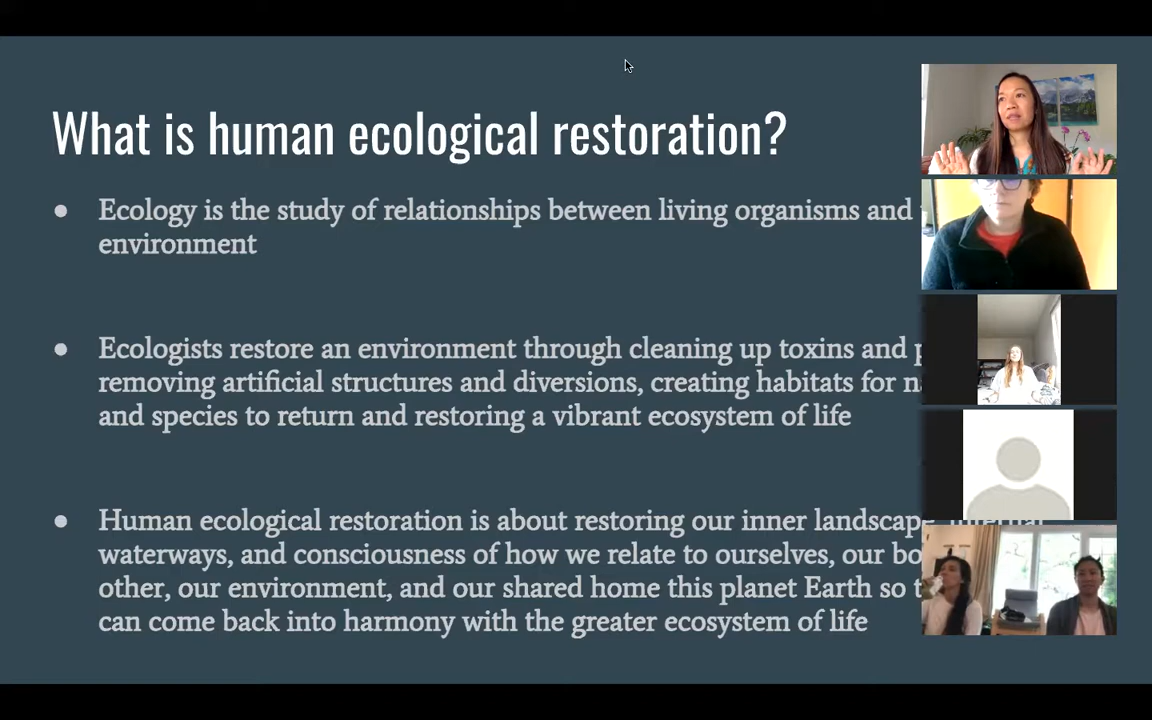 What is human ecological restoration?
● Ecology is the study of relationships between living organisms and
environment
● Ecologists restore an environment through cleaning up toxins and
removing artificial structures and diversions, creating habitats for
and species to return and restoring a vibrant ecosystem of life
● Human ecological restoration is about restoring our inner landscape, internal
waterways, and consciousness of how we relate to ourselves, our
other, our environment, and our shared home this planet Earth so
can come back into harmony with the greater ecosystem of life